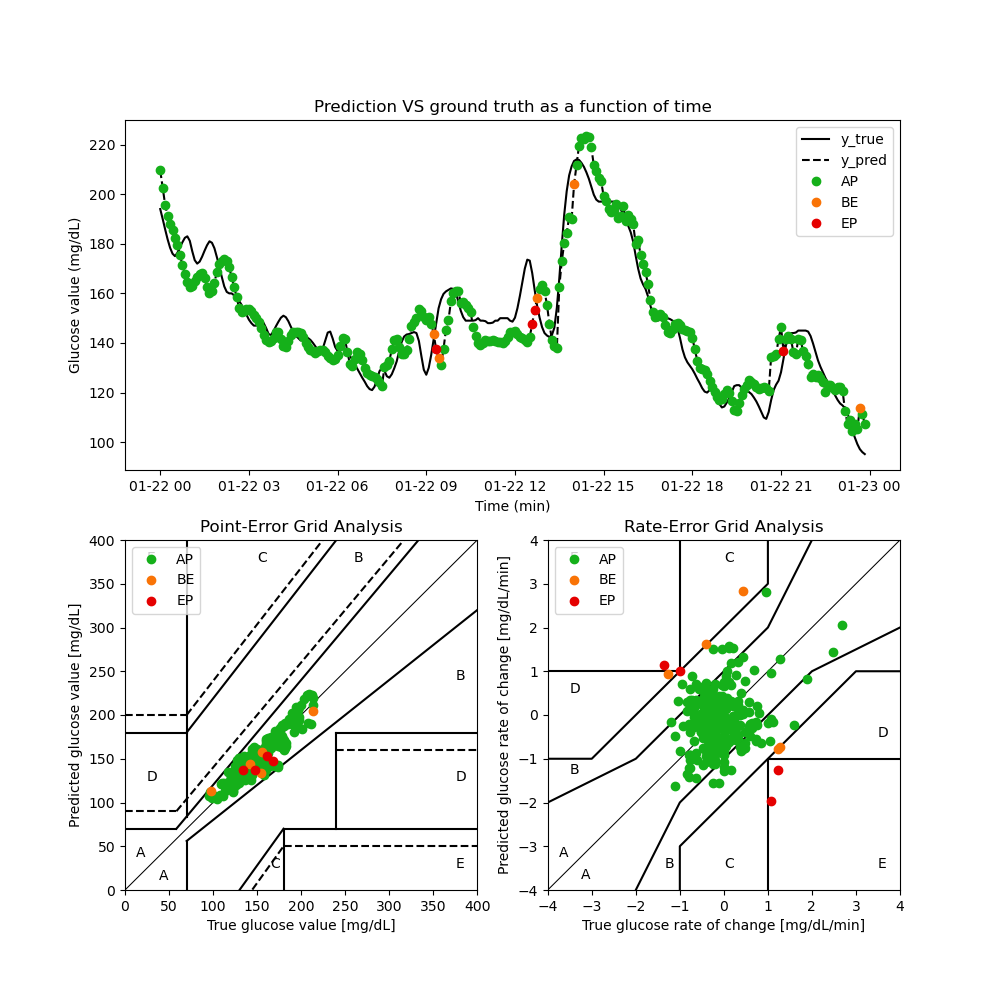 Prediction VS ground truth as a function of time
Glucose value (mg/dL)
220
200
180
160
140
120
100
y_true
y_pred
AP
BE
EP
01-22 00 01-22 03 01-22 06 01-22 09 01-22 12 01-22 15 01-22 18 01-22 21 01-23 00
Time (min)
Point-Error Grid Analysis
Predicted glucose value [mg/dL]
400
350
300
250
200
150
100
50
0
AP
BE
EP
C
B
B
D
D
A
A
C
E
0 50 100 150 200 250 300 350 400
True glucose value [mg/dL]
Rate-Error Grid Analysis
Predicted glucose rate of change [mg/dL/min]
4
3
2
1
0
−1
−2
−3
−4
AP
BE
EP
C
D
D
B
A
A
B
C
E
−4 −3 −2 −1 0 1 2 3 4
True glucose rate of change [mg/dL/min]